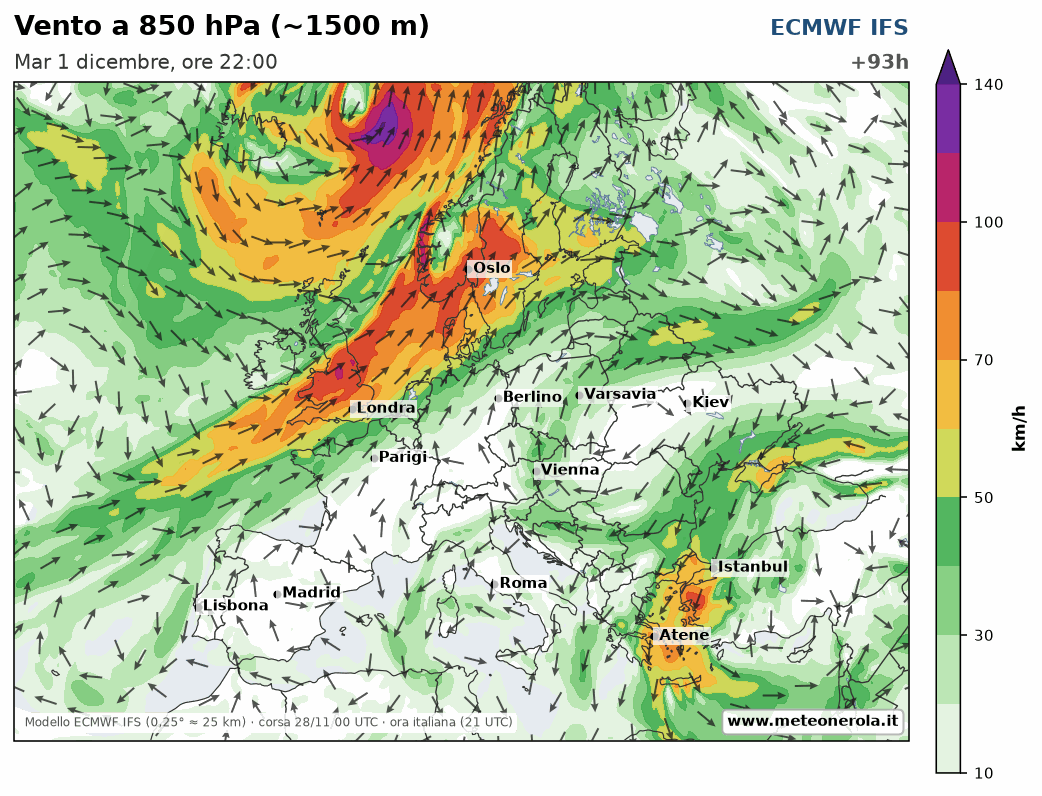 Vento a 850 hPa (~1500 m)
ECMWF IFS
Mar 1 dicembre, ore 22:00
+93h
140
100
70
50
30
10
km/h
Oslo
Londra
Berlino
Varsavia
Kiev
Parigi
Vienna
Istanbul
Roma
Madrid
Lisbona
Atene
Modello ECMWF IFS (0,25° ≈ 25 km) · corsa 28/11 00 UTC · ora italiana (21 UTC)
www.meteonerola.it